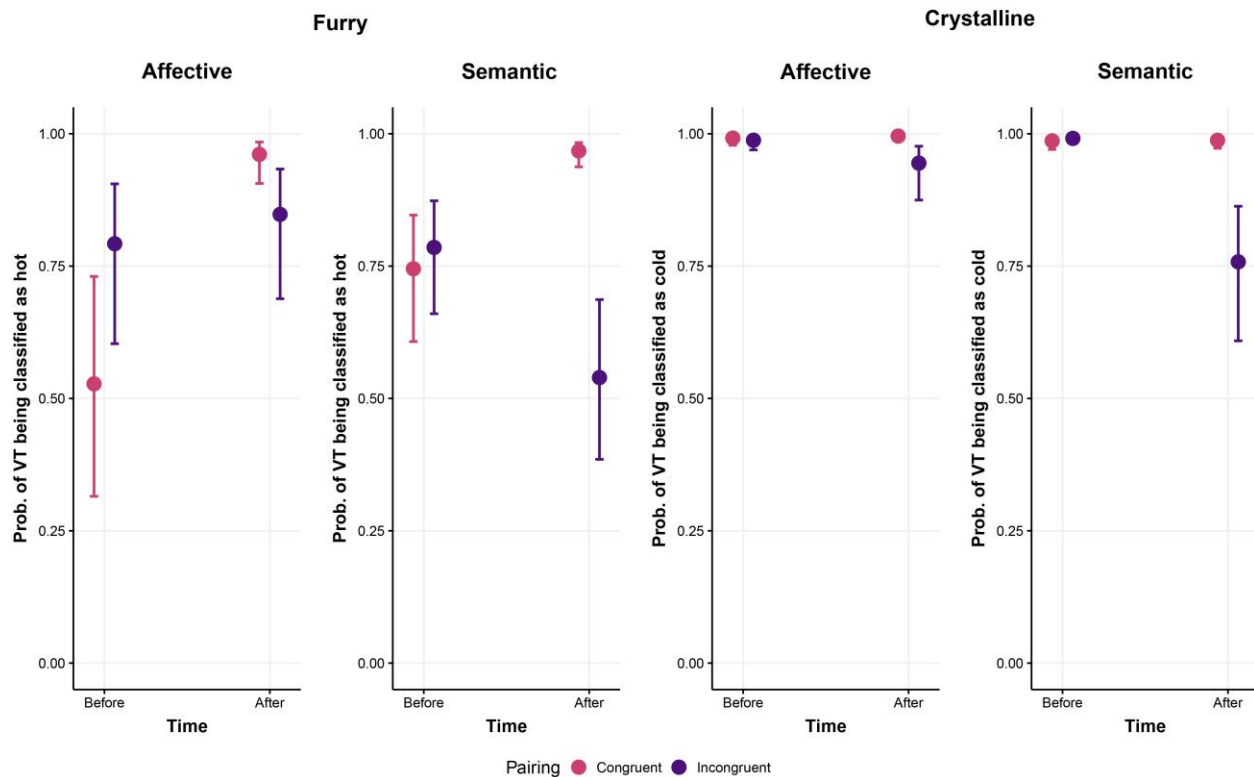 Furry
Crystalline
Affective
Semantic
Affective
Semantic
Prob. of VT being classified as hot
1.00
0.75
0.50
0.25
0.00
Before
After
Time
Prob. of VT being classified as hot
1.00
0.75
0.50
0.25
0.00
Before
After
Time
Prob. of VT being classified as cold
1.00
0.75
0.50
0.25
0.00
Before
After
Time
Prob. of VT being classified as cold
1.00
0.75
0.50
0.25
0.00
Before
After
Time
Pairing Congruent Incongruent